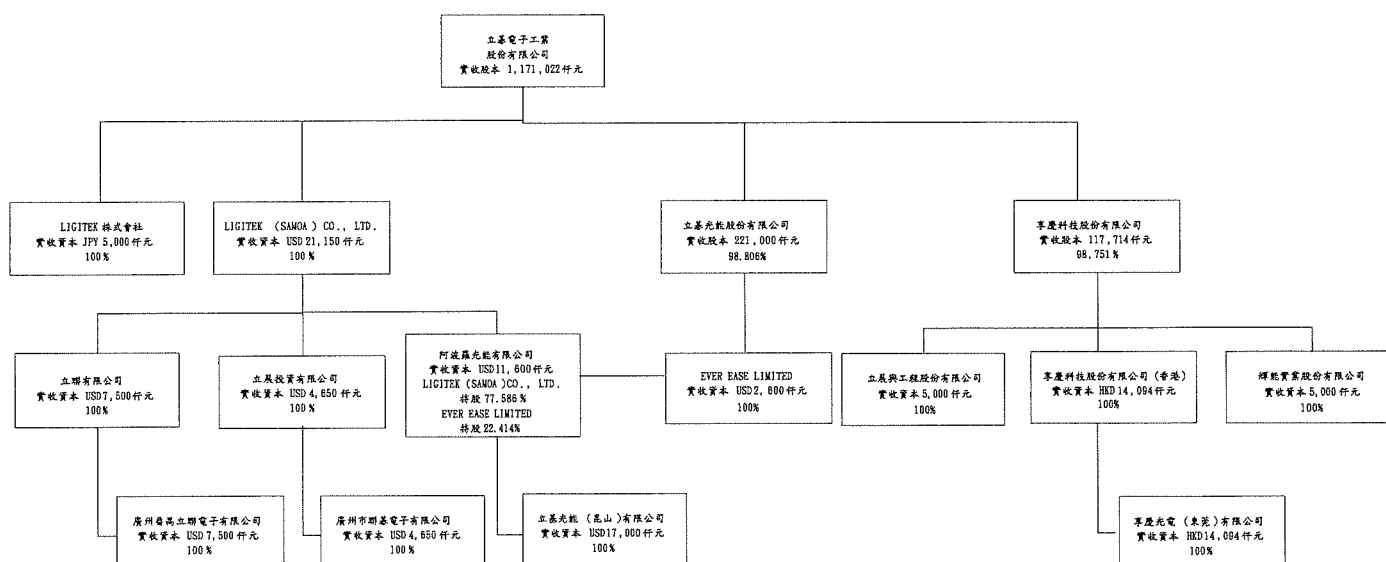 立碁電子工業
股份有限公司
實收股本 1,171,022仟元
LIGITEK 株式會社
實收資本 JPY 5,000仟元
100%
LIGITEK (SAMOA) CO., LTD.
實收資本 USD 21,150仟元
100%
立碁光能股份有限公司
實收股本 221,000仟元
98.806%
享慶科技股份有限公司
實收股本 117,714仟元
98.751%
立聯有限公司
實收資本 USD7,500仟元
100%
立展投資有限公司
實收資本 USD 4,650仟元
100%
阿波羅光能有限公司
實收資本 USD11,600仟元
LIGITEK (SAMOA)CO., LTD.
持股 77.586 %
EVER EASE LIMITED
持股 22.414%
EVER EASE LIMITED
實收資本 USD 2,600仟元
100%
立展興工程股份有限公司
實收資本 5,000仟元
100%
享慶科技股份有限公司(香港)
實收資本 HKD 14,094仟元
100%
輝能實業股份有限公司
實收資本 5,000仟元
100%
廣州番禺立聯電子有限公司
實收資本 USD 7,500仟元
100%
廣州市聯碁電子有限公司
實收資本 USD 4,650仟元
100%
立碁光能(昆山)有限公司
實收資本 USD17,000仟元
100%
享慶光電(東莞)有限公司
實收資本 HKD14,094仟元
100%